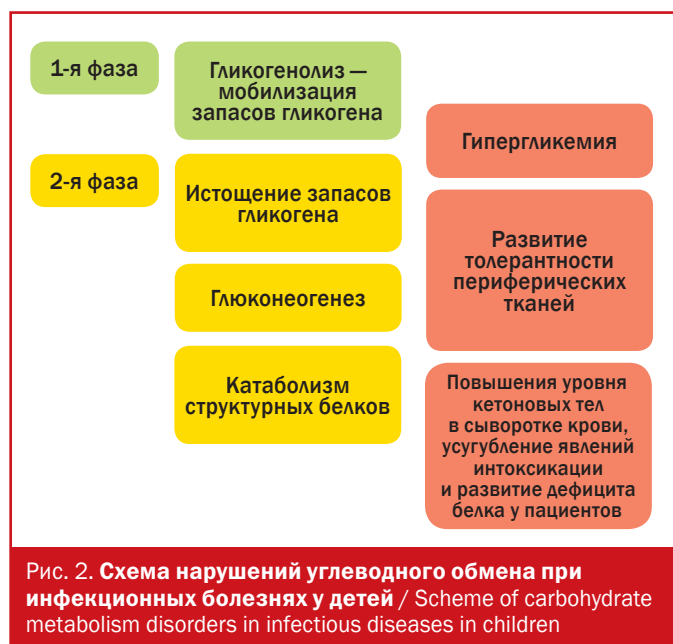 1-я фаза
Гликогенолиз —
мобилизация
запасов гликогена
Гипергликемия
2-я фаза
Истощение запасов
гликогена
Развитие
толерантности
периферических
тканей
Глюконеогенез
Катаболизм
структурных белков
Повышения уровня
кетоновых тел
в сыворотке крови,
усугубление явлений
интоксикации
и развитие дефицита
белка у пациентов
Рис. 2. Схема нарушений углеводного обмена при
инфекционных болезнях у детей / Scheme of carbohydrate
metabolism disorders in infectious diseases in children